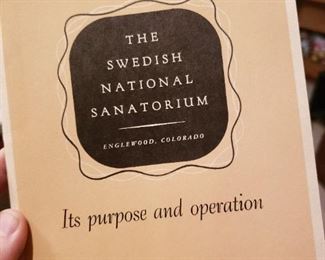 THE
SWEDISH
NATIONAL
SANATORIUM
ENGLEWOOD, COLORADO
Its purpose and operation